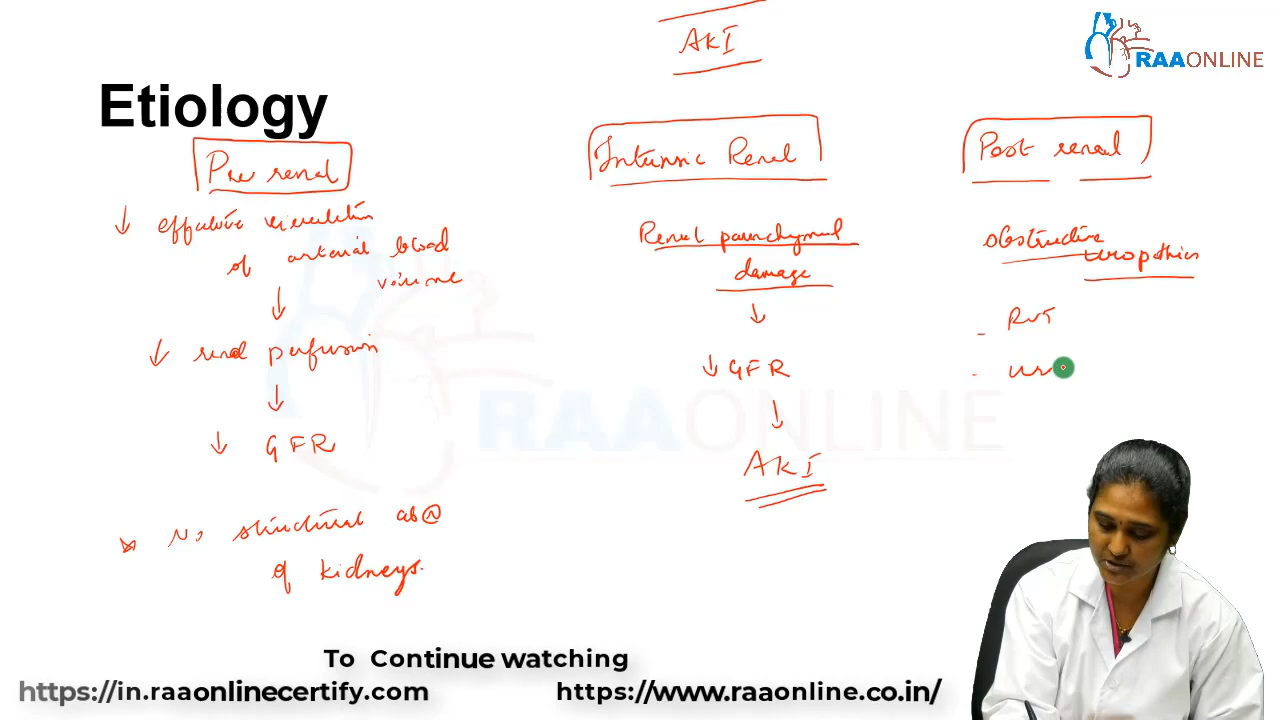 AKI
RAAONLINE
Etiology
Pre renal
↓ effective circulation
of arterial blood
volume
↓
↓ renal perfusion
↓
↓ GFR
* No structural abⓝ
of kidneys.
Intrinsic Renal
Renal parenchymal
damage
↓
↓ GFR
↓
AKI
Post renal
obstructive
uropathies
-
-
RAAONLINE
To Continue watching
https://in.raaonlinecertify.com https://www.raaonline.co.in/